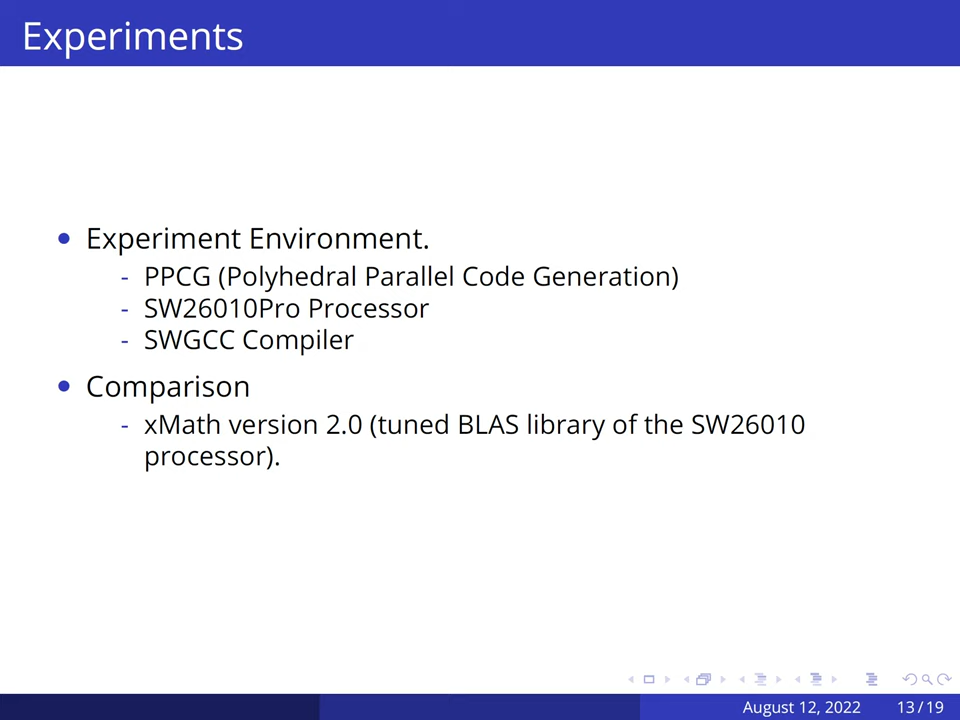 Experiments
• Experiment Environment.
- PPCG (Polyhedral Parallel Code Generation)
- SW26010Pro Processor
- SWGCC Compiler
• Comparison
- xMath version 2.0 (tuned BLAS library of the SW26010
processor).
August 12, 2022 13 / 19